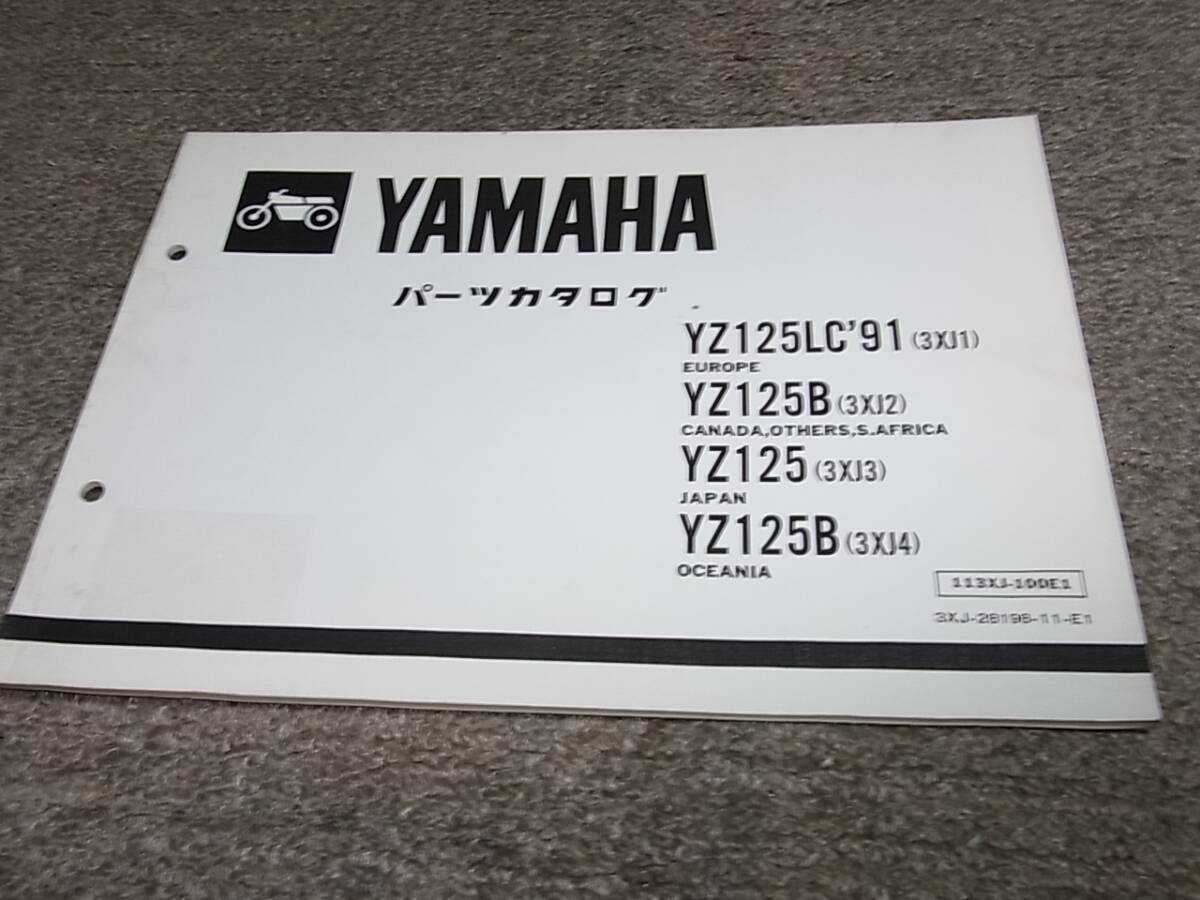 YAMAHA
パーツカタログ
YZ125LC'91 (3XJ1)
EUROPE
YZ125B (3XJ2)
CANADA,OTHERS,S.AFRICA
YZ125 (3XJ3)
JAPAN
YZ125B (3XJ4)
OCEANIA
113XJ-100E1
3XJ-28198-11-E1